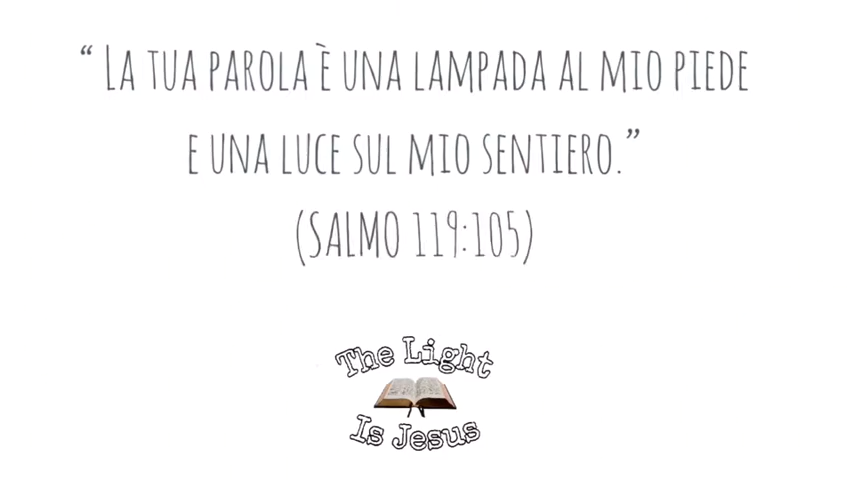 “ La tua parola è una lampada al mio piede
e una luce sul mio sentiero.”
(SALMO 119:105)
The Light
Is Jesus